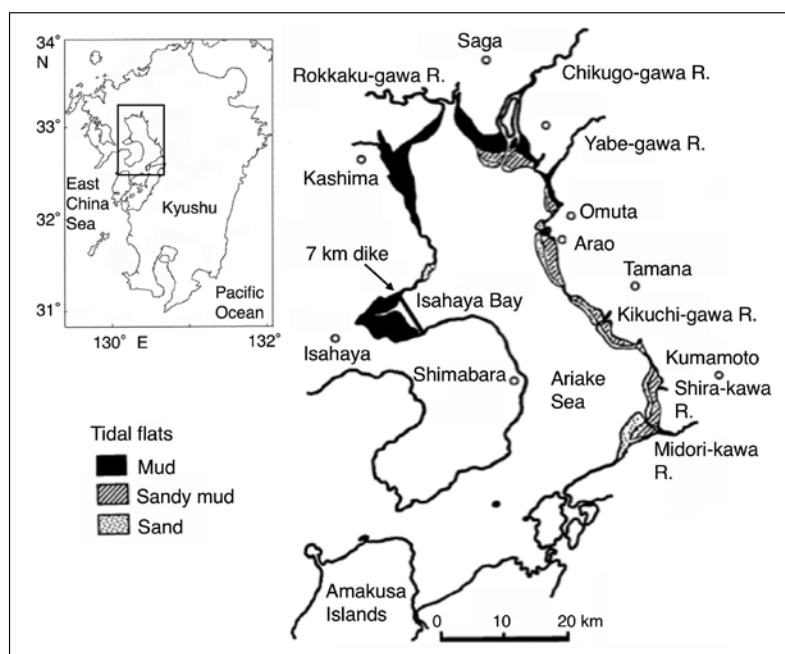 34°
N
33°
32°
31°
130° E
132°
East
China
Sea
Kyushu
Pacific
Ocean
Saga
Rokkaku-gawa R.
Chikugo-gawa R.
Yabe-gawa R.
Kashima
Omuta
Arao
7 km dike
Tamana
Isahaya Bay
Kikuchi-gawa R.
Isahaya
Shimabara
Ariake
Sea
Kumamoto
Shira-kawa
R.
Midori-kawa
R.
Tidal flats
Mud
Sandy mud
Sand
Amakusa
Islands
0 10 20 km